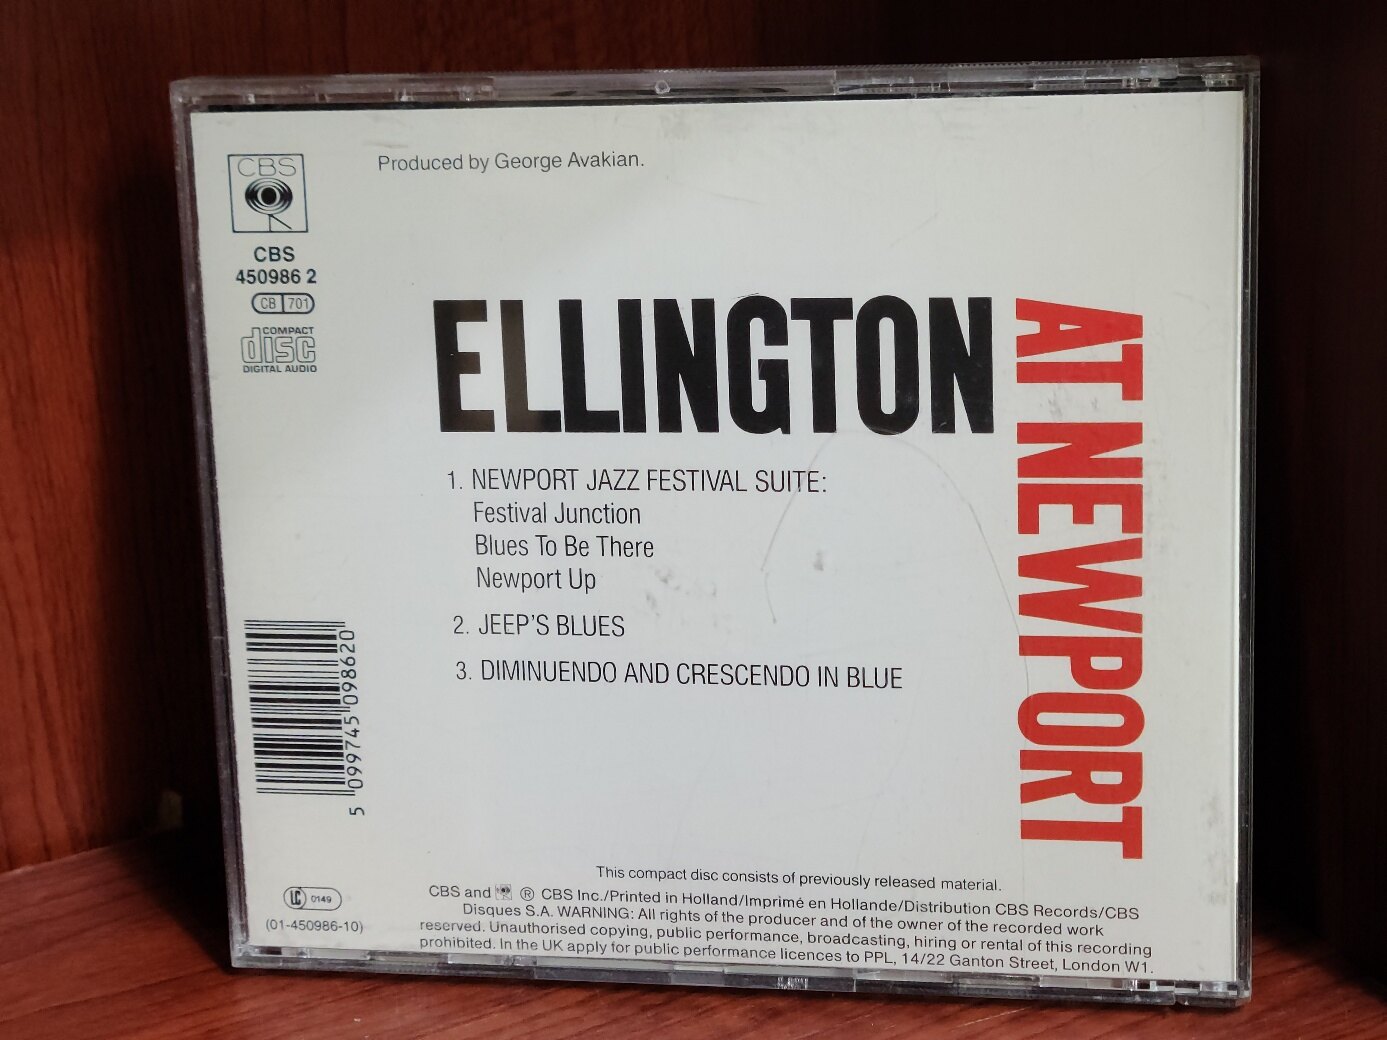 CBS
Produced by George Avakian.
CBS
450986 2
CB 701
COMPACT
disc
DIGITAL AUDIO
ELLINGTON
AT NEWPORT
1. NEWPORT JAZZ FESTIVAL SUITE:
Festival Junction
Blues To Be There
Newport Up
2. JEEP'S BLUES
3. DIMINUENDO AND CRESCENDO IN BLUE
5 099745 098620
LC 0149
(01-450986-10)
This compact disc consists of previously released material.
CBS and ® CBS Inc./Printed in Holland/Imprimé en Hollande/Distribution CBS Records/CBS
Disques S.A. WARNING: All rights of the producer and of the owner of the recorded work
reserved. Unauthorised copying, public performance, broadcasting, hiring or rental of this recording
prohibited. In the UK apply for public performance licences to PPL, 14/22 Ganton Street, London W1.